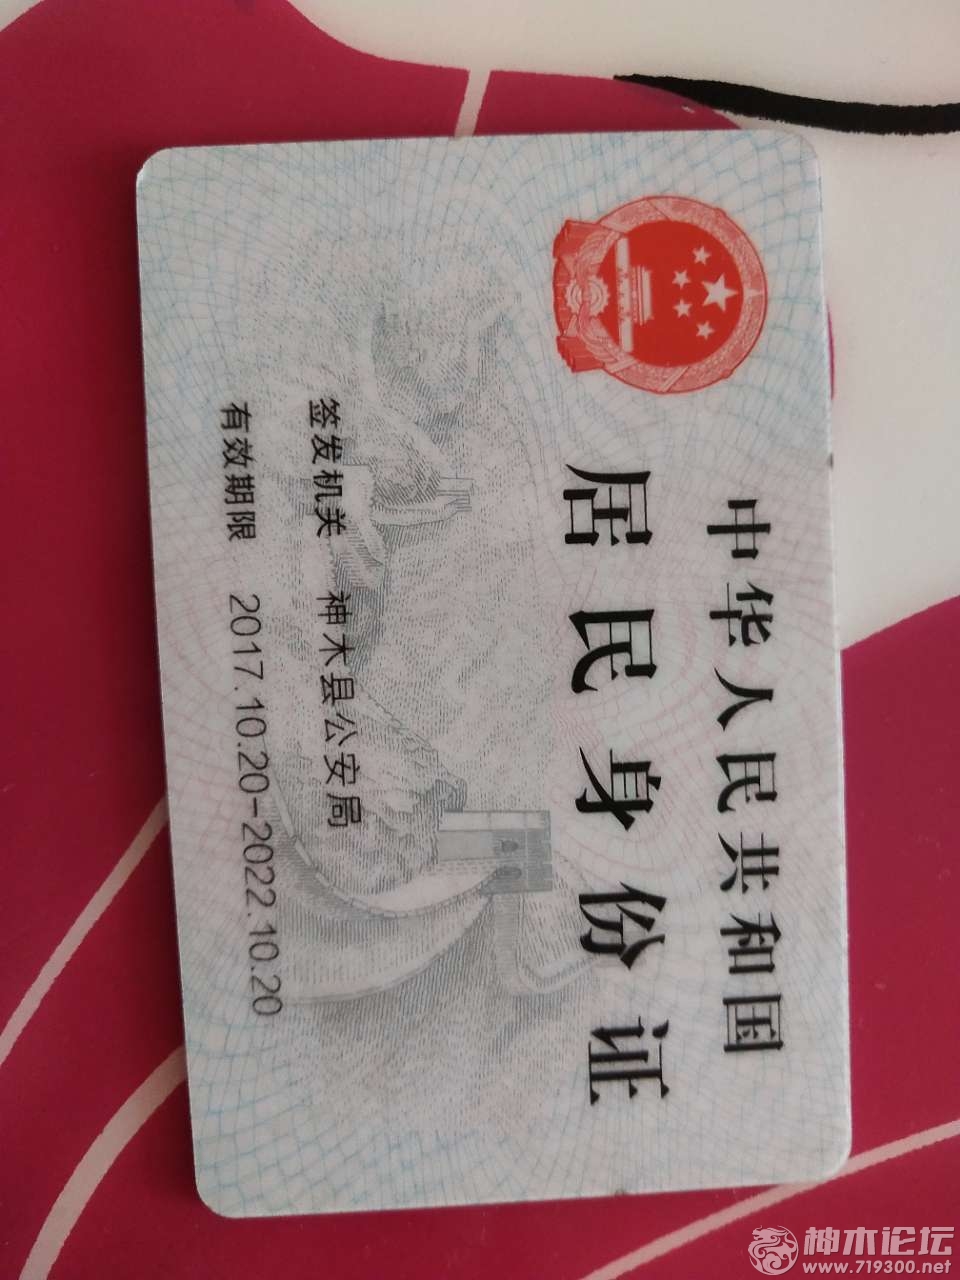 中华人民共和国
居民身份证
签发机关 神木县公安局
有效期限 2017.10.20-2022.10.20
神木论坛
www.719300.net